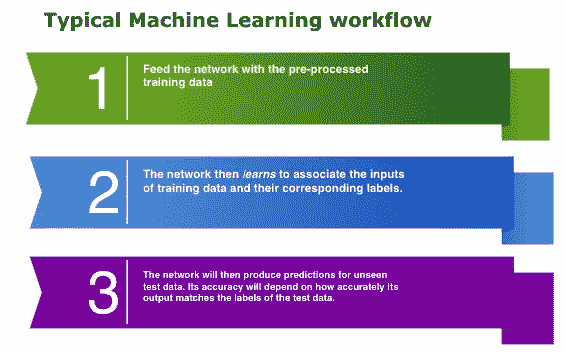 Typical Machine Learning workflow
1
Feed the network with the pre-processed
training data
2
The network then learns to associate the inputs
of training data and their corresponding labels.
3
The network will then produce predictions for unseen
test data. Its accuracy will depend on how accurately its
output matches the labels of the test data.